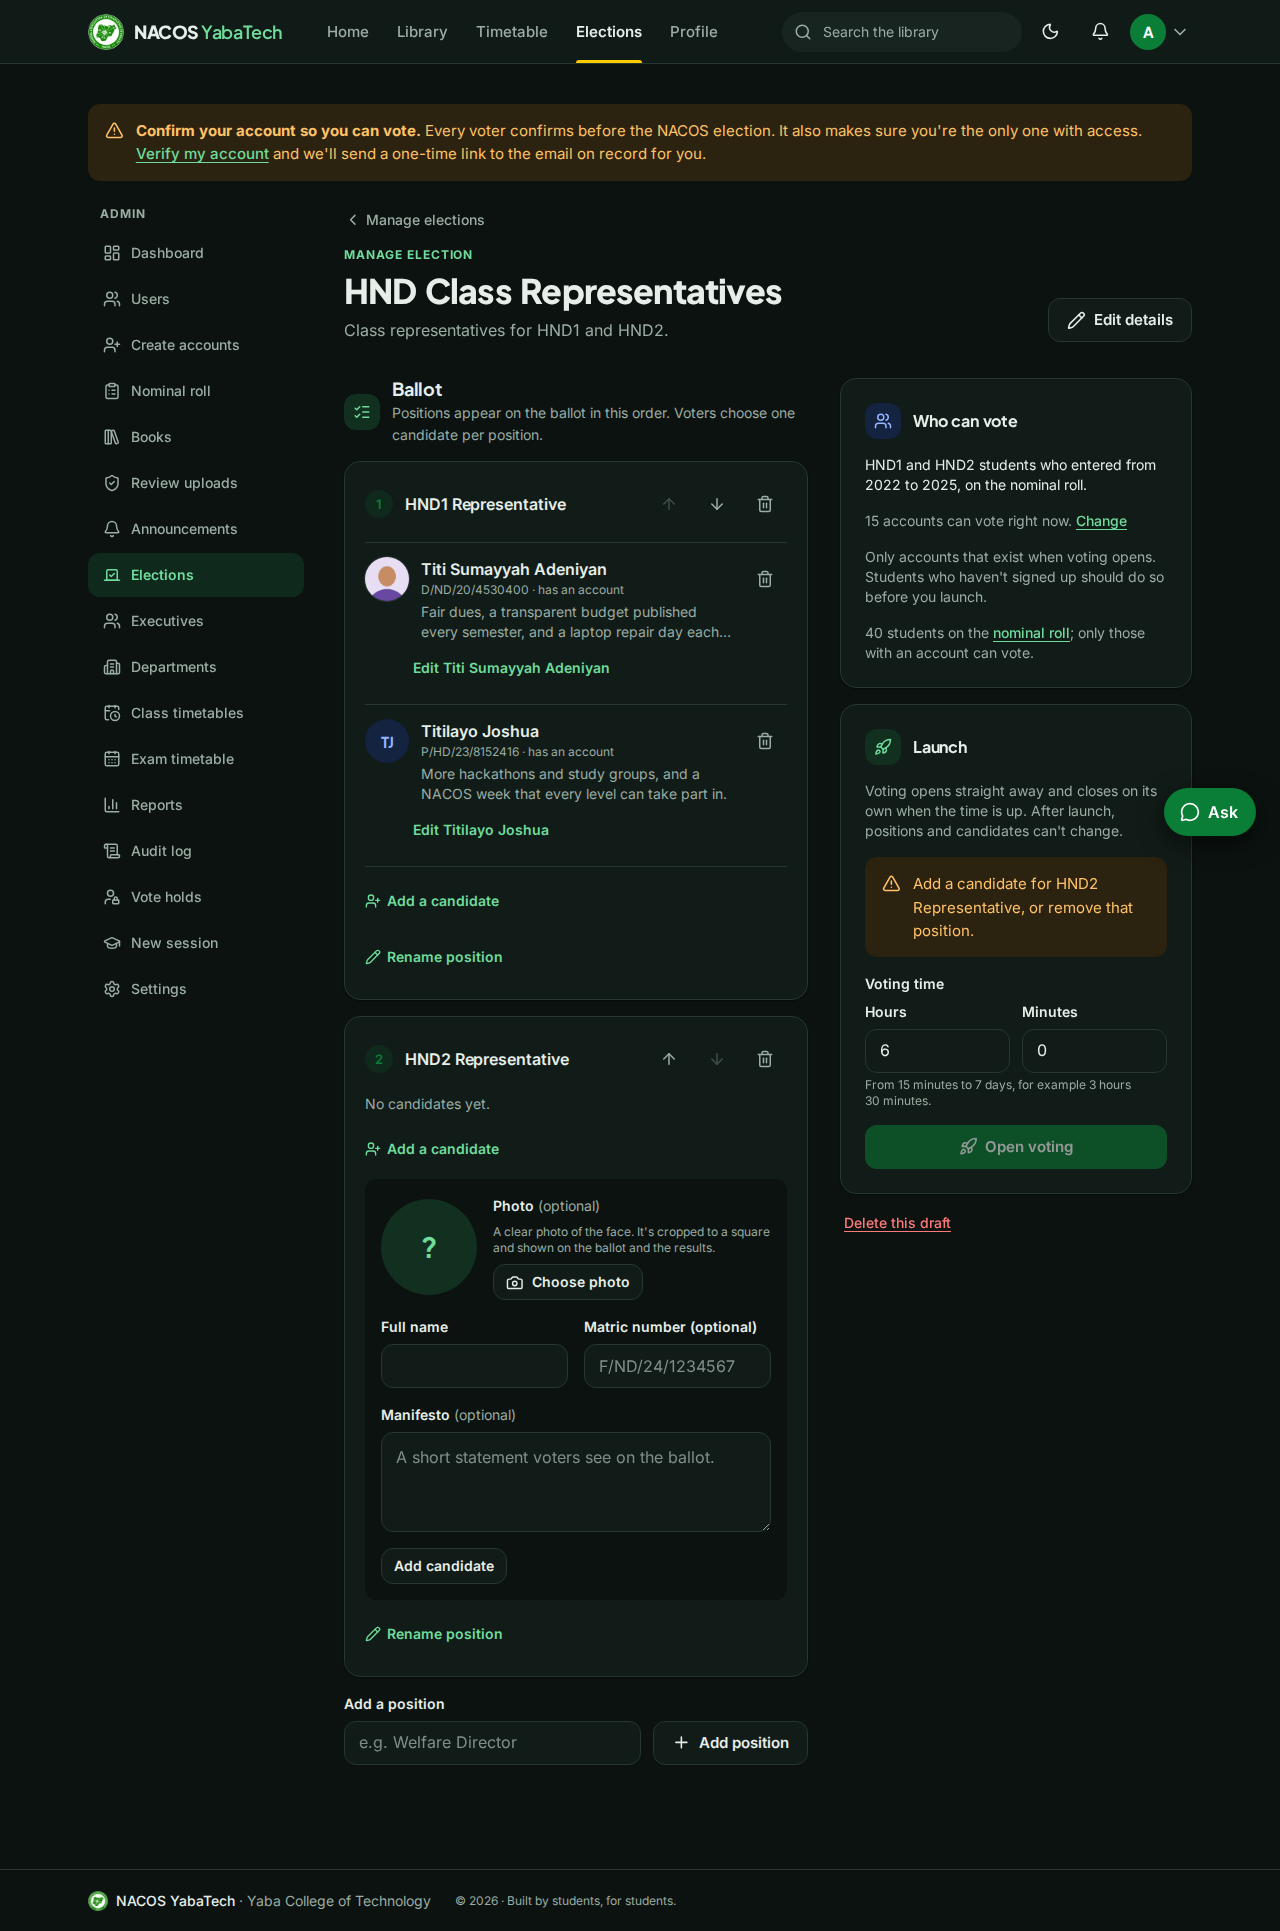 NACOS YabaTech
Home
Library
Timetable
Elections
Profile
Search the library
A
Confirm your account so you can vote. Every voter confirms before the NACOS election. It also makes sure you're the only one with access.
Verify my account and we'll send a one-time link to the email on record for you.
ADMIN
Dashboard
Users
Create accounts
Nominal roll
Books
Review uploads
Announcements
Elections
Executives
Departments
Class timetables
Exam timetable
Reports
Audit log
Vote holds
New session
Settings
Manage elections
MANAGE ELECTION
HND Class Representatives
Class representatives for HND1 and HND2.
Edit details
Ballot
Positions appear on the ballot in this order. Voters choose one
candidate per position.
1
HND1 Representative
Titi Sumayyah Adeniyan
D/ND/20/4530400 · has an account
Fair dues, a transparent budget published
every semester, and a laptop repair day each...
Edit Titi Sumayyah Adeniyan
TJ
Titilayo Joshua
P/HD/23/8152416 · has an account
More hackathons and study groups, and a
NACOS week that every level can take part in.
Edit Titilayo Joshua
Add a candidate
Rename position
2
HND2 Representative
No candidates yet.
Add a candidate
?
Photo (optional)
A clear photo of the face. It's cropped to a square
and shown on the ballot and the results.
Choose photo
Full name
Matric number (optional)
F/ND/24/1234567
Manifesto (optional)
A short statement voters see on the ballot.
Add candidate
Rename position
Add a position
e.g. Welfare Director
Add position
Who can vote
HND1 and HND2 students who entered from
2022 to 2025, on the nominal roll.
15 accounts can vote right now. Change
Only accounts that exist when voting opens.
Students who haven't signed up should do so
before you launch.
40 students on the nominal roll; only those
with an account can vote.
Launch
Voting opens straight away and closes on its
own when the time is up. After launch,
positions and candidates can't change.
Add a candidate for HND2
Representative, or remove that
position.
Voting time
Hours
Minutes
6
0
From 15 minutes to 7 days, for example 3 hours
30 minutes.
Open voting
Delete this draft
Ask
NACOS YabaTech · Yaba College of Technology
© 2026 · Built by students, for students.